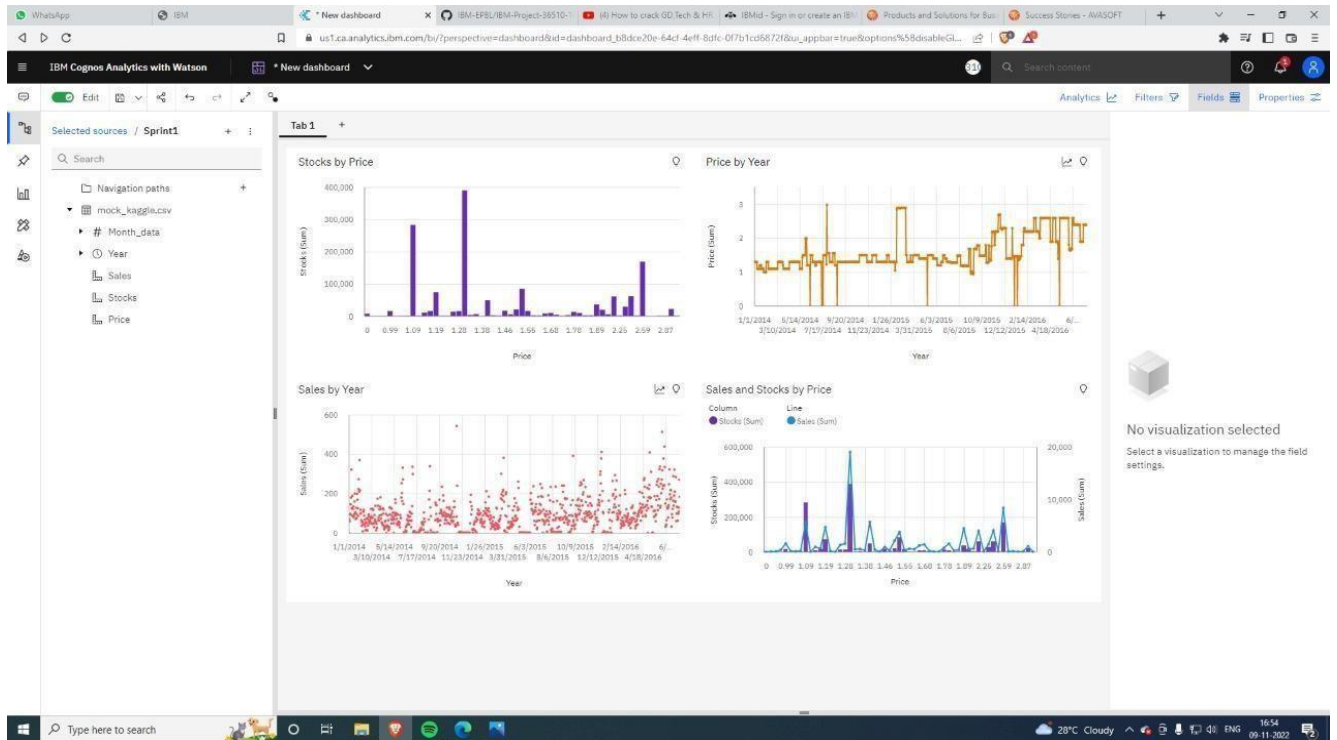 WhatsApp
IBM
* New dashboard
IBM-EPBL/IBM-Project-36510-1
(4) How to crack GD,Tech & HR
IBMid - Sign in or create an IBM
Products and Solutions for Bus
Success Stories - AVASOFT
us1.ca.analytics.ibm.com/bi/?perspective=dashboard&id=dashboard_b8dce20e-64cf-4eff-8dfc-0f7b1cd6872f&ui_appbar=true&options%5BdisableGl...
IBM Cognos Analytics with Watson
* New dashboard
Search content
Edit
Analytics
Filters
Fields
Properties
Selected sources / Sprint1
Search
Navigation paths
mock_kaggle.csv
# Month_data
Year
Sales
Stocks
Price
Tab 1
Stocks by Price
Stocks (Sum)
400,000
300,000
200,000
100,000
0
0 0.99 1.09 1.19 1.28 1.38 1.46 1.55 1.68 1.78 1.89 2.25 2.59 2.87
Price
Price by Year
Price (Sum)
3
2
1
0
1/1/2014 5/14/2014 9/20/2014 1/26/2015 6/3/2015 10/9/2015 2/14/2016 6/...
3/10/2014 7/17/2014 11/23/2014 3/31/2015 8/6/2015 12/12/2015 4/18/2016
Year
Sales by Year
Sales (Sum)
600
400
200
0
1/1/2014 5/14/2014 9/20/2014 1/26/2015 6/3/2015 10/9/2015 2/14/2016 6/...
3/10/2014 7/17/2014 11/23/2014 3/31/2015 8/6/2015 12/12/2015 4/18/2016
Year
Sales and Stocks by Price
Column
Line
Stocks (Sum)
Sales (Sum)
Stocks (Sum)
600,000
400,000
200,000
0
20,000
10,000
0
Sales (Sum)
0 0.99 1.09 1.19 1.28 1.38 1.46 1.55 1.68 1.78 1.89 2.25 2.59 2.87
Price
No visualization selected
Select a visualization to manage the field
settings.
Type here to search
28°C Cloudy
ENG
16:54
09-11-2022